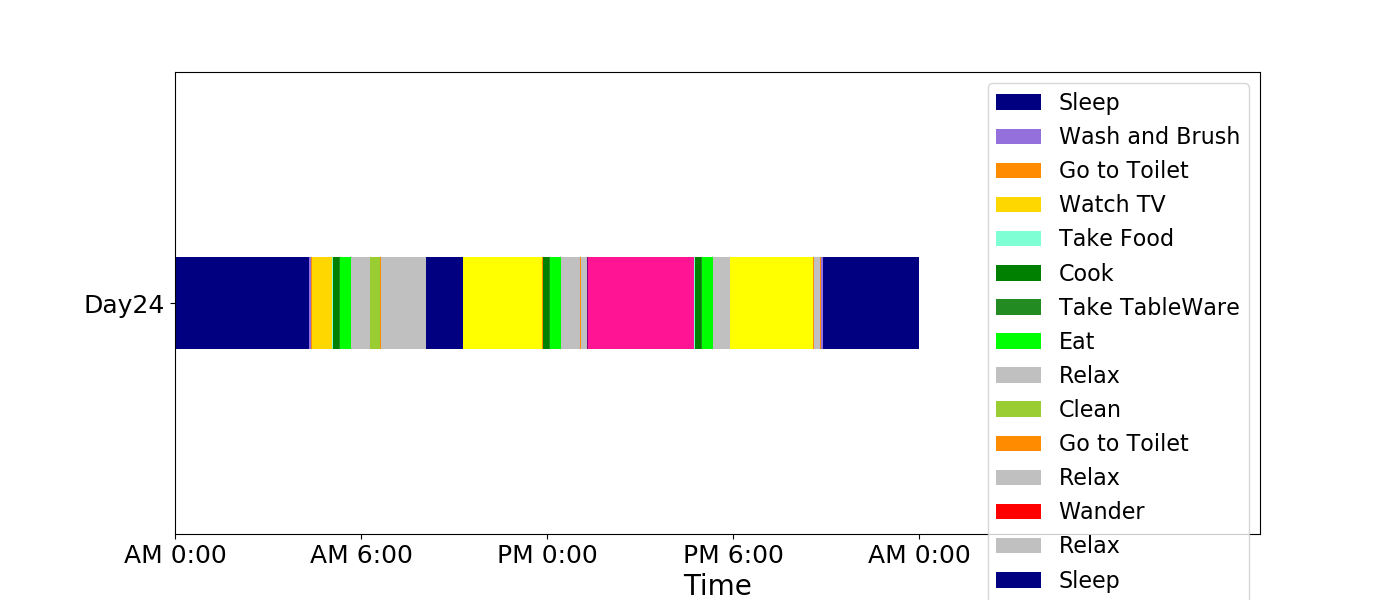 Sleep
Wash and Brush
Go to Toilet
Watch TV
Take Food
Cook
Take TableWare
Eat
Relax
Clean
Go to Toilet
Relax
Wander
Relax
Sleep
Day24
AM 0:00 AM 6:00 PM 0:00 PM 6:00 AM 0:00
Time